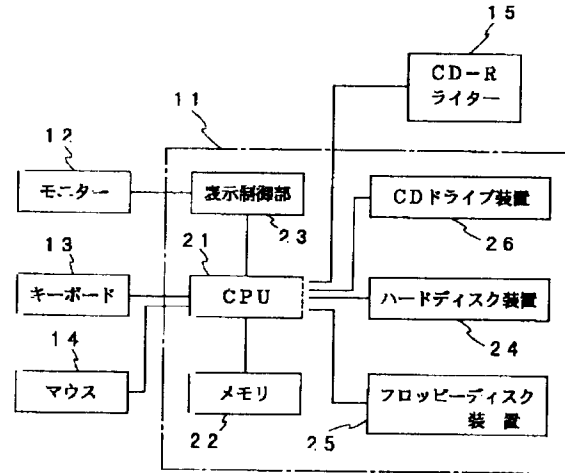 15
CD-R
ライター
11
12
モニター
表示制御部
23
CDドライブ装置
26
13
キーボード
21
CPU
ハードディスク装置
24
14
マウス
メモリ
22
フロッピーディスク
装 置
25